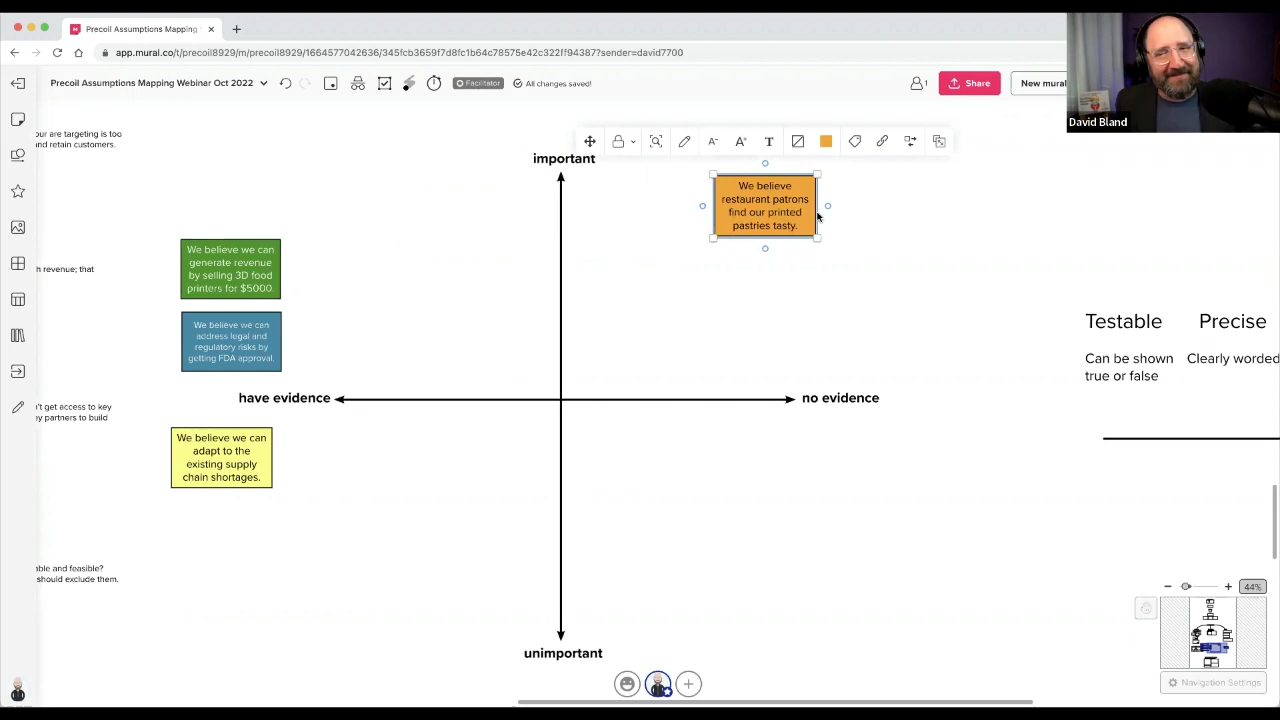 Precoil Assumptions Mapping
app.mural.co/t/precoil8929/m/precoil8929/1664577042636/345fcb3659f7d8fc1b64c78575e42c322ff94387?sender=david7700
Precoil Assumptions Mapping Webinar Oct 2022
Facilitator
All changes saved!
1
Share
New mural
David Bland
our are targeting is too
and retain customers.
A-
A+
T
important
We believe
restaurant patrons
find our printed
pastries tasty.
We believe we can
generate revenue
by selling 3D food
printers for $5000.
h revenue; that
We believe we can
address legal and
regulatory risks by
getting FDA approval.
Testable
Precise
Can be shown
true or false
Clearly worded
have evidence
no evidence
't get access to key
ey partners to build
We believe we can
adapt to the
existing supply
chain shortages.
able and feasible?
should exclude them.
44%
unimportant
Navigation Settings